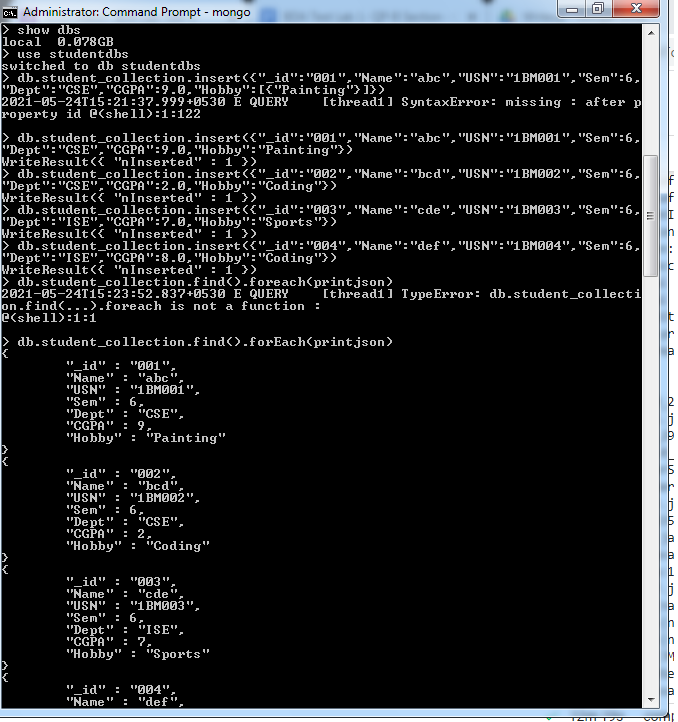 Administrator: Command Prompt - mongo
> show dbs
local  0.078GB
> use studentdbs
switched to db studentdbs
> db.student_collection.insert({"_id":"001","Name":"abc","USN":"1BM001","Sem":6,
"Dept":"CSE","CGPA":9.0,"Hobby":[{"Painting"}]})
2021-05-24T15:21:37.999+0530 E QUERY    [thread1] SyntaxError: missing : after p
roperty id @(shell):1:122
> db.student_collection.insert({"_id":"001","Name":"abc","USN":"1BM001","Sem":6,
"Dept":"CSE","CGPA":9.0,"Hobby":"Painting"})
WriteResult({ "nInserted" : 1 })
> db.student_collection.insert({"_id":"002","Name":"bcd","USN":"1BM002","Sem":6,
"Dept":"CSE","CGPA":2.0,"Hobby":"Coding"})
WriteResult({ "nInserted" : 1 })
> db.student_collection.insert({"_id":"003","Name":"cde","USN":"1BM003","Sem":6,
"Dept":"ISE","CGPA":7.0,"Hobby":"Sports"})
WriteResult({ "nInserted" : 1 })
> db.student_collection.insert({"_id":"004","Name":"def","USN":"1BM004","Sem":6,
"Dept":"ISE","CGPA":8.0,"Hobby":"Coding"})
WriteResult({ "nInserted" : 1 })
> db.student_collection.find().foreach(printjson)
2021-05-24T15:23:52.837+0530 E QUERY    [thread1] TypeError: db.student_collecti
on.find(...).foreach is not a function :
@(shell):1:1
> db.student_collection.find().forEach(printjson)
{
        "_id" : "001",
        "Name" : "abc",
        "USN" : "1BM001",
        "Sem" : 6,
        "Dept" : "CSE",
        "CGPA" : 9,
        "Hobby" : "Painting"
}
{
        "_id" : "002",
        "Name" : "bcd",
        "USN" : "1BM002",
        "Sem" : 6,
        "Dept" : "CSE",
        "CGPA" : 2,
        "Hobby" : "Coding"
}
{
        "_id" : "003",
        "Name" : "cde",
        "USN" : "1BM003",
        "Sem" : 6,
        "Dept" : "ISE",
        "CGPA" : 7,
        "Hobby" : "Sports"
}
{
        "_id" : "004",
        "Name" : "def",